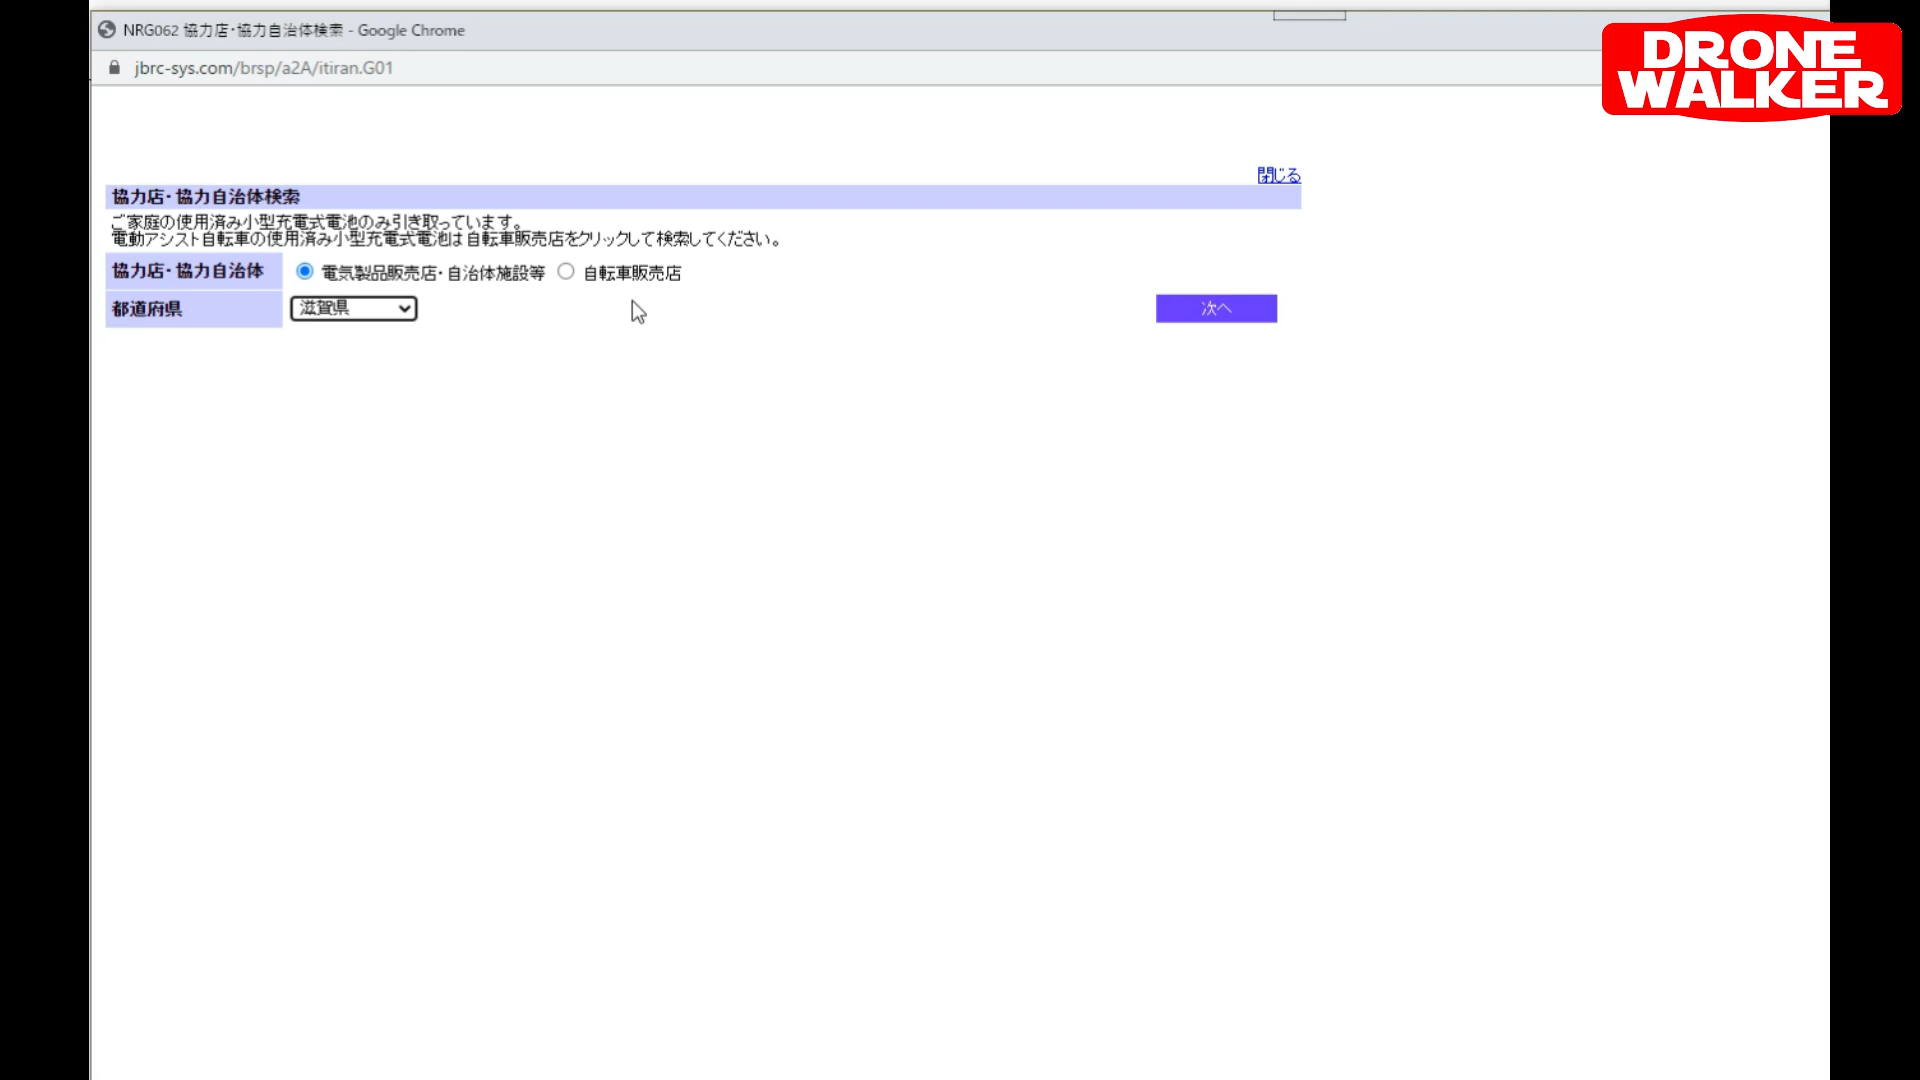 NRG062 協力店・協力自治体検索 - Google Chrome
jbrc-sys.com/brsp/a2A/itiran.G01
DRONE
WALKER
閉じる
協力店・協力自治体検索
ご家庭の使用済み小型充電式電池のみ引き取っています。
電動アシスト自転車の使用済み小型充電式電池は自転車販売店をクリックして検索してください。
協力店・協力自治体 電気製品販売店・自治体施設等 自転車販売店
都道府県 滋賀県 次へ